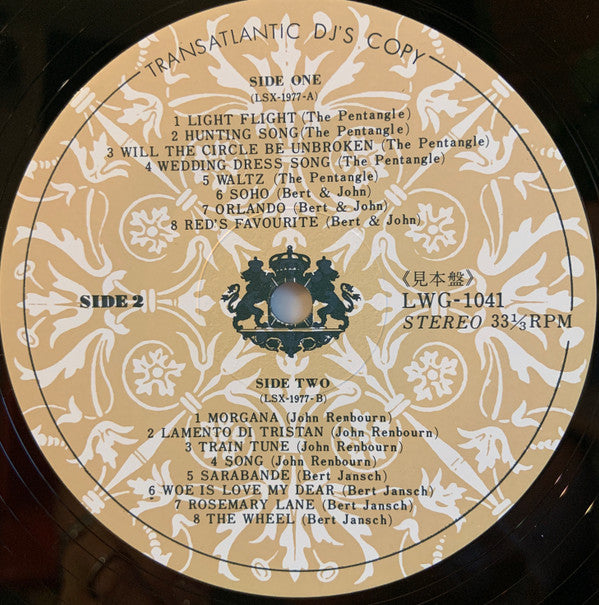 TRANSATLANTIC DJ'S COPY
SIDE ONE
(LSX-1977-A)
1 LIGHT FLIGHT (The Pentangle)
2 HUNTING SONG (The Pentangle)
3 WILL THE CIRCLE BE UNBROKEN (The Pentangle)
4 WEDDING DRESS SONG (The Pentangle)
5 WALTZ (The Pentangle)
6 SOHO (Bert & John)
7 ORLANDO (Bert & John)
8 RED'S FAVOURITE (Bert & John)
SIDE 2
《見本盤》
LWG-1041
STEREO 33⅓RPM
SIDE TWO
(LSX-1977-B)
1 MORGANA (John Renbourn)
2 LAMENTO DI TRISTAN (John Renbourn)
3 TRAIN TUNE (John Renbourn)
4 SONG (John Renbourn)
5 SARABANDE (Bert Jansch)
6 WOE IS LOVE MY DEAR (Bert Jansch)
7 ROSEMARY LANE (Bert Jansch)
8 THE WHEEL (Bert Jansch)